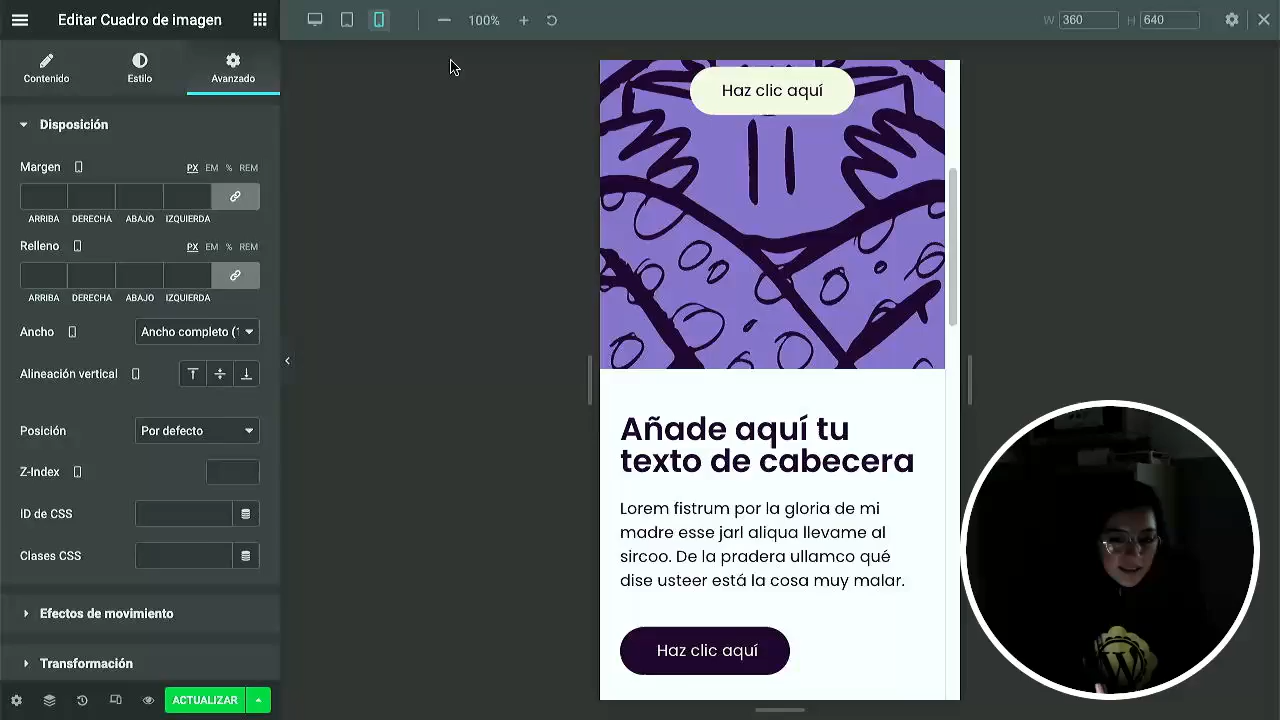 Editar Cuadro de imagen
100%
W 360 H 640
Contenido Estilo Avanzado
Disposición
Margen PX EM % REM
ARRIBA DERECHA ABAJO IZQUIERDA
Relleno PX EM % REM
ARRIBA DERECHA ABAJO IZQUIERDA
Ancho Ancho completo (1
Alineación vertical
Posición Por defecto
Z-Index
ID de CSS
Clases CSS
Efectos de movimiento
Transformación
ACTUALIZAR
Haz clic aquí
Añade aquí tu
texto de cabecera
Lorem fistrum por la gloria de mi
madre esse jarl aliqua llevame al
sircoo. De la pradera ullamco qué
dise usteer está la cosa muy malar.
Haz clic aquí